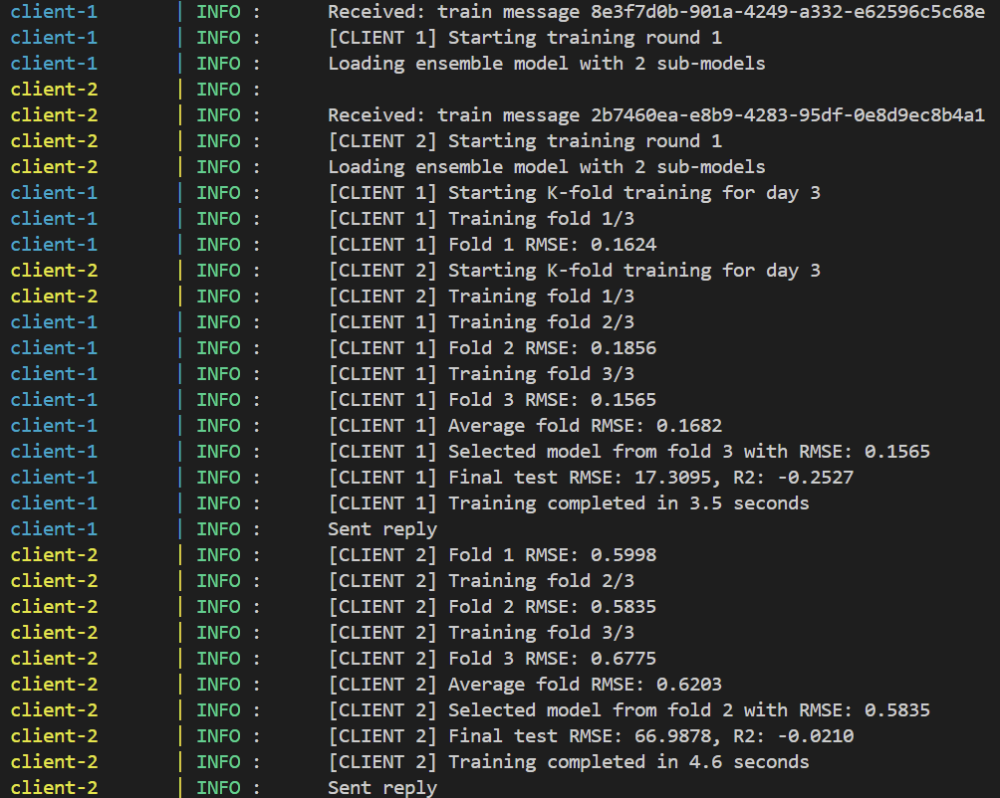 client-1 | INFO : Received: train message 8e3f7d0b-901a-4249-a332-e62596c5c68e
client-1 | INFO : [CLIENT 1] Starting training round 1
client-1 | INFO : Loading ensemble model with 2 sub-models
client-2 | INFO :
client-2 | INFO : Received: train message 2b7460ea-e8b9-4283-95df-0e8d9ec8b4a1
client-2 | INFO : [CLIENT 2] Starting training round 1
client-2 | INFO : Loading ensemble model with 2 sub-models
client-1 | INFO : [CLIENT 1] Starting K-fold training for day 3
client-1 | INFO : [CLIENT 1] Training fold 1/3
client-1 | INFO : [CLIENT 1] Fold 1 RMSE: 0.1624
client-2 | INFO : [CLIENT 2] Starting K-fold training for day 3
client-2 | INFO : [CLIENT 2] Training fold 1/3
client-1 | INFO : [CLIENT 1] Training fold 2/3
client-1 | INFO : [CLIENT 1] Fold 2 RMSE: 0.1856
client-1 | INFO : [CLIENT 1] Training fold 3/3
client-1 | INFO : [CLIENT 1] Fold 3 RMSE: 0.1565
client-1 | INFO : [CLIENT 1] Average fold RMSE: 0.1682
client-1 | INFO : [CLIENT 1] Selected model from fold 3 with RMSE: 0.1565
client-1 | INFO : [CLIENT 1] Final test RMSE: 17.3095, R2: -0.2527
client-1 | INFO : [CLIENT 1] Training completed in 3.5 seconds
client-1 | INFO : Sent reply
client-2 | INFO : [CLIENT 2] Fold 1 RMSE: 0.5998
client-2 | INFO : [CLIENT 2] Training fold 2/3
client-2 | INFO : [CLIENT 2] Fold 2 RMSE: 0.5835
client-2 | INFO : [CLIENT 2] Training fold 3/3
client-2 | INFO : [CLIENT 2] Fold 3 RMSE: 0.6775
client-2 | INFO : [CLIENT 2] Average fold RMSE: 0.6203
client-2 | INFO : [CLIENT 2] Selected model from fold 2 with RMSE: 0.5835
client-2 | INFO : [CLIENT 2] Final test RMSE: 66.9878, R2: -0.0210
client-2 | INFO : [CLIENT 2] Training completed in 4.6 seconds
client-2 | INFO : Sent reply